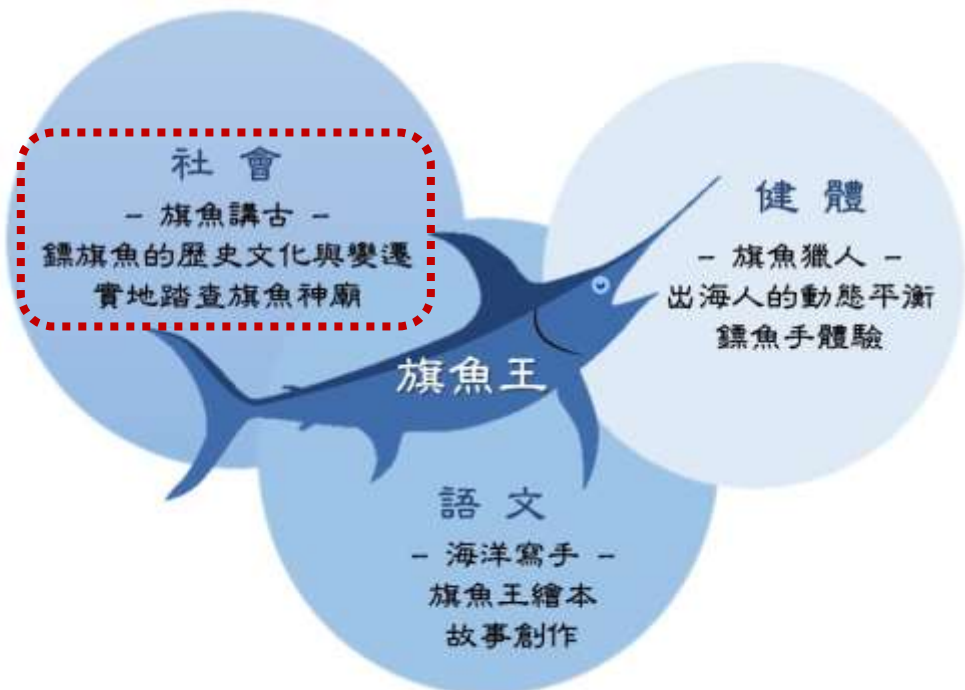 社 會
- 旗魚講古 -
鏢旗魚的歷史文化與變遷
實地踏查旗魚神廟
健 體
- 旗魚獵人 -
出海人的動態平衡
鏢魚手體驗
旗魚王
語 文
- 海洋寫手 -
旗魚王繪本
故事創作